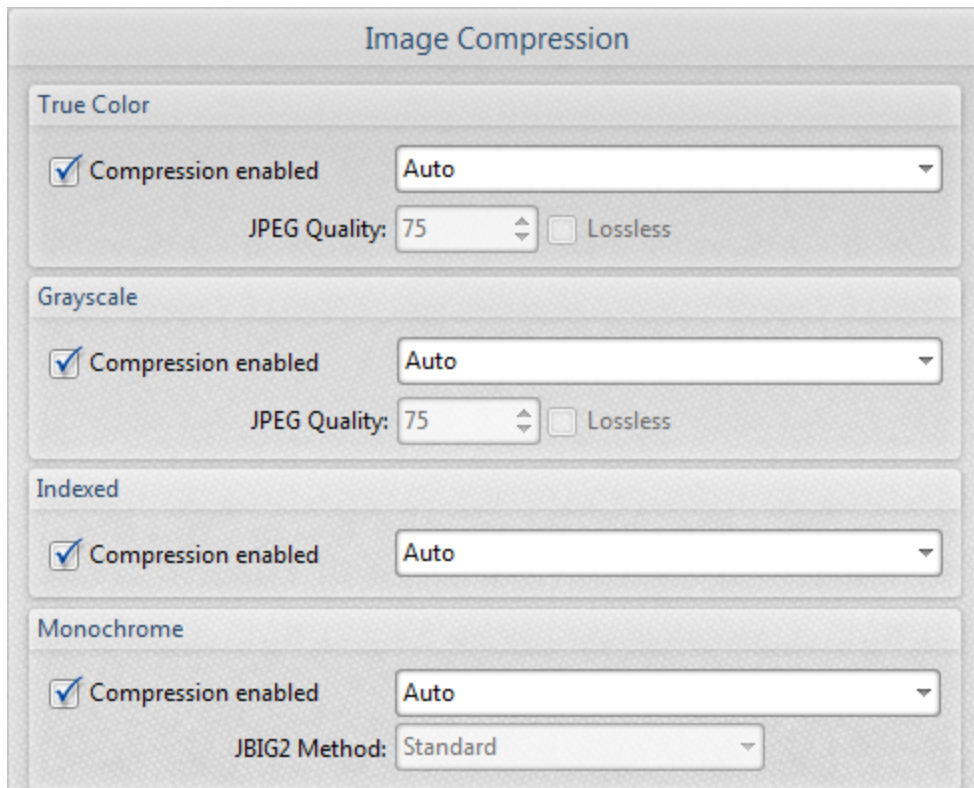 Image Compression
True Color
Compression enabled Auto
JPEG Quality: 75 Lossless
Grayscale
Compression enabled Auto
JPEG Quality: 75 Lossless
Indexed
Compression enabled Auto
Monochrome
Compression enabled Auto
JBIG2 Method: Standard